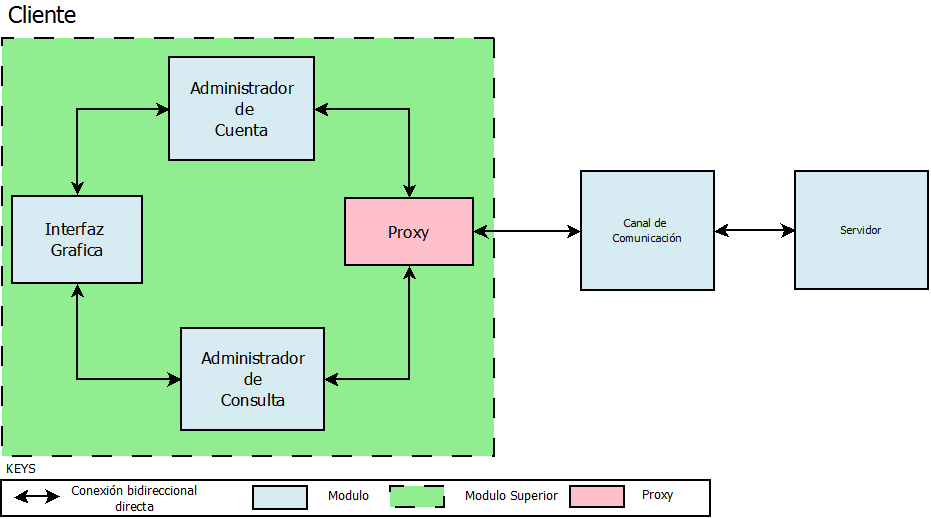 Cliente
Administrador
de
Cuenta
Interfaz
Grafica
Proxy
Canal de
Comunicación
Servidor
Administrador
de
Consulta
KEYS
Conexión bidireccional
directa
Modulo
Modulo Superior
Proxy